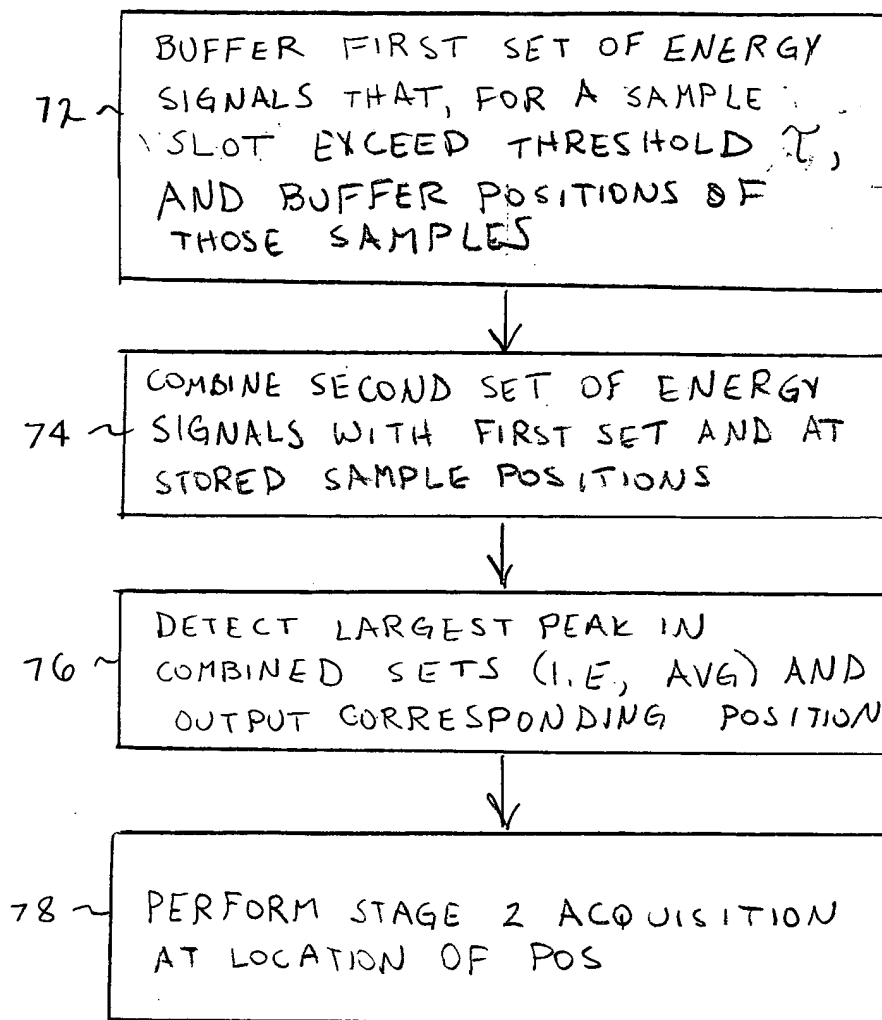 BUFFER FIRST SET OF ENERGY
72 SIGNALS THAT, FOR A SAMPLE
SLOT EXCEED THRESHOLD τ,
AND BUFFER POSITIONS OF
THOSE SAMPLES
COMBINE SECOND SET OF ENERGY
74 SIGNALS WITH FIRST SET AND AT
STORED SAMPLE POSITIONS
DETECT LARGEST PEAK IN
76 COMBINED SETS (I.E., AVG) AND
OUTPUT CORRESPONDING POSITION
78 PERFORM STAGE 2 ACQUISITION
AT LOCATION OF POS